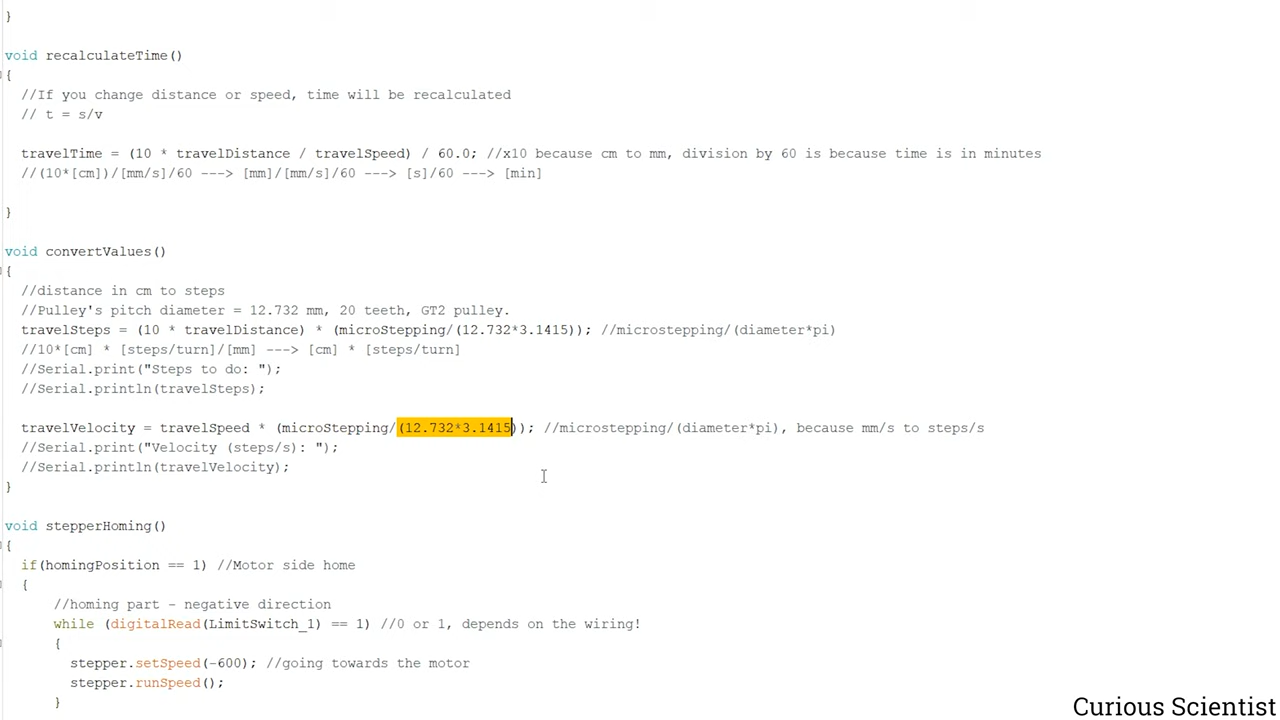 }
void recalculateTime()
{
//If you change distance or speed, time will be recalculated
// t = s/v
travelTime = (10 * travelDistance / travelSpeed) / 60.0; //x10 because cm to mm, division by 60 is because time is in minutes
//(10*[cm])/[mm/s]/60 ---> [mm]/[mm/s]/60 ---> [s]/60 ---> [min]
}
void convertValues()
{
//distance in cm to steps
//Pulley's pitch diameter = 12.732 mm, 20 teeth, GT2 pulley.
travelSteps = (10 * travelDistance) * (microStepping/(12.732*3.1415)); //microstepping/(diameter*pi)
//10*[cm] * [steps/turn]/[mm] ---> [cm] * [steps/turn]
//Serial.print("Steps to do: ");
//Serial.println(travelSteps);
travelVelocity = travelSpeed * (microStepping/(12.732*3.1415)); //microstepping/(diameter*pi), because mm/s to steps/s
//Serial.print("Velocity (steps/s): ");
//Serial.println(travelVelocity);
}
void stepperHoming()
{
if(homingPosition == 1) //Motor side home
{
//homing part - negative direction
while (digitalRead(LimitSwitch_1) == 1) //0 or 1, depends on the wiring!
{
stepper.setSpeed(-600); //going towards the motor
stepper.runSpeed();
}
Curious Scientist